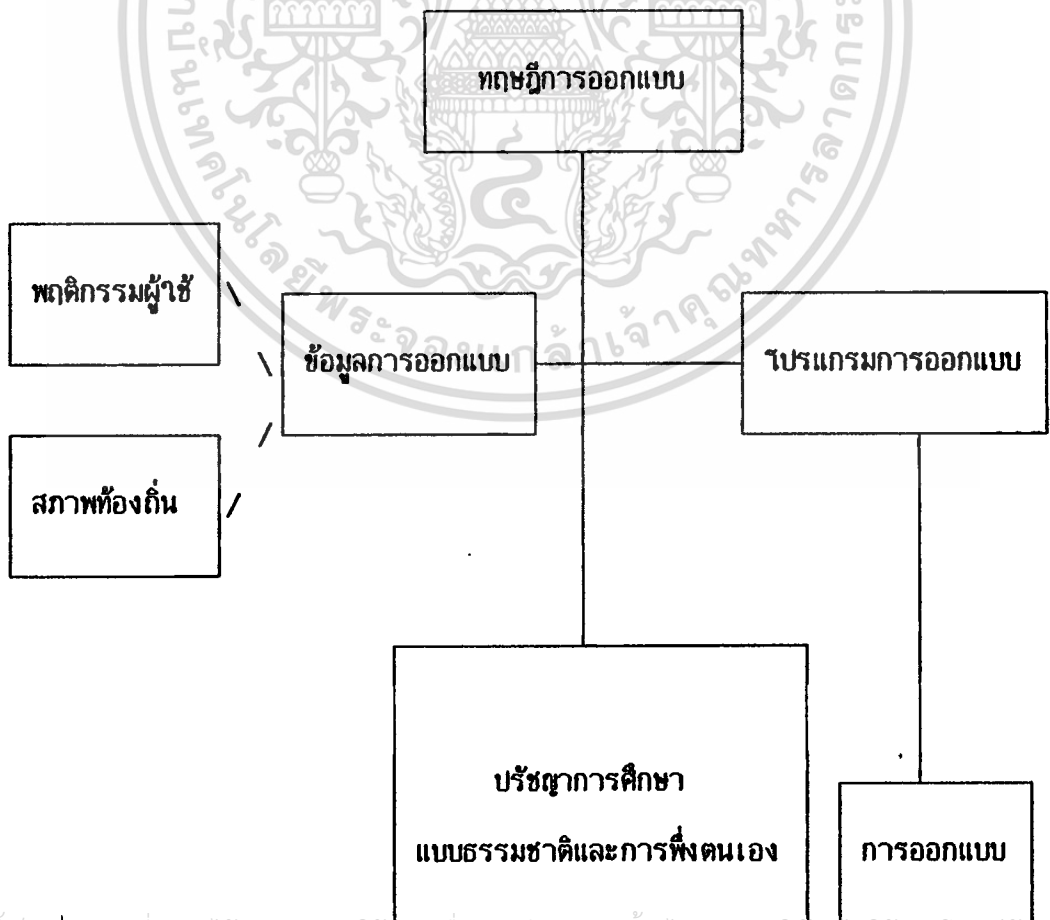 ทฤษฎีการออกแบบ
พฤติกรรมผู้ใช้
ข้อมูลการออกแบบ
โปรแกรมการออกแบบ
สภาพท้องถิ่น
ปรัชญาการศึกษา
แบบธรรมชาติและการพึ่งตนเอง
การออกแบบ